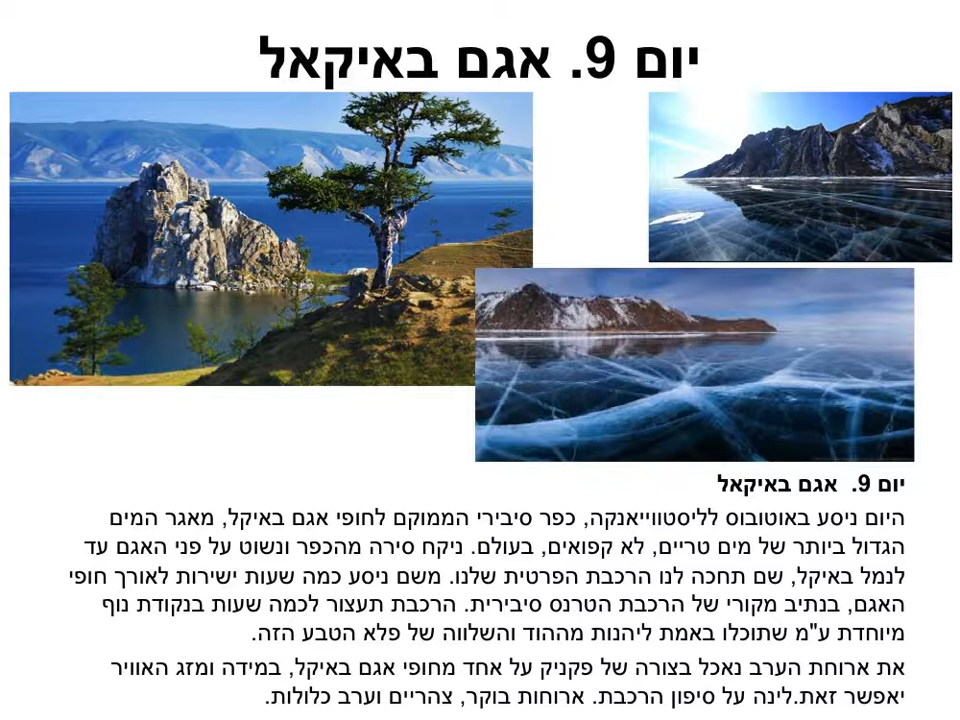 יום 9. אגם באיקאל
יום 9.  אגם באיקאל
היום ניסע באוטובוס לליסטווייאנקה, כפר סיבירי הממוקם לחופי אגם באיקל, מאגר המים
הגדול ביותר של מים טריים, לא קפואים, בעולם. ניקח סירה מהכפר ונשוט על פני האגם עד
לנמל באיקל, שם תחכה לנו הרכבת הפרטית שלנו. משם ניסע כמה שעות ישירות לאורך חופי
האגם, בנתיב מקורי של הרכבת הטרנס סיבירית. הרכבת תעצור לכמה שעות בנקודת נוף
מיוחדת ע"מ שתוכלו באמת ליהנות מההוד והשלווה של פלא הטבע הזה.
את ארוחת הערב נאכל בצורה של פקניק על אחד מחופי אגם באיקל, במידה ומזג האוויר
יאפשר זאת.לינה על סיפון הרכבת. ארוחות בוקר, צהריים וערב כלולות.